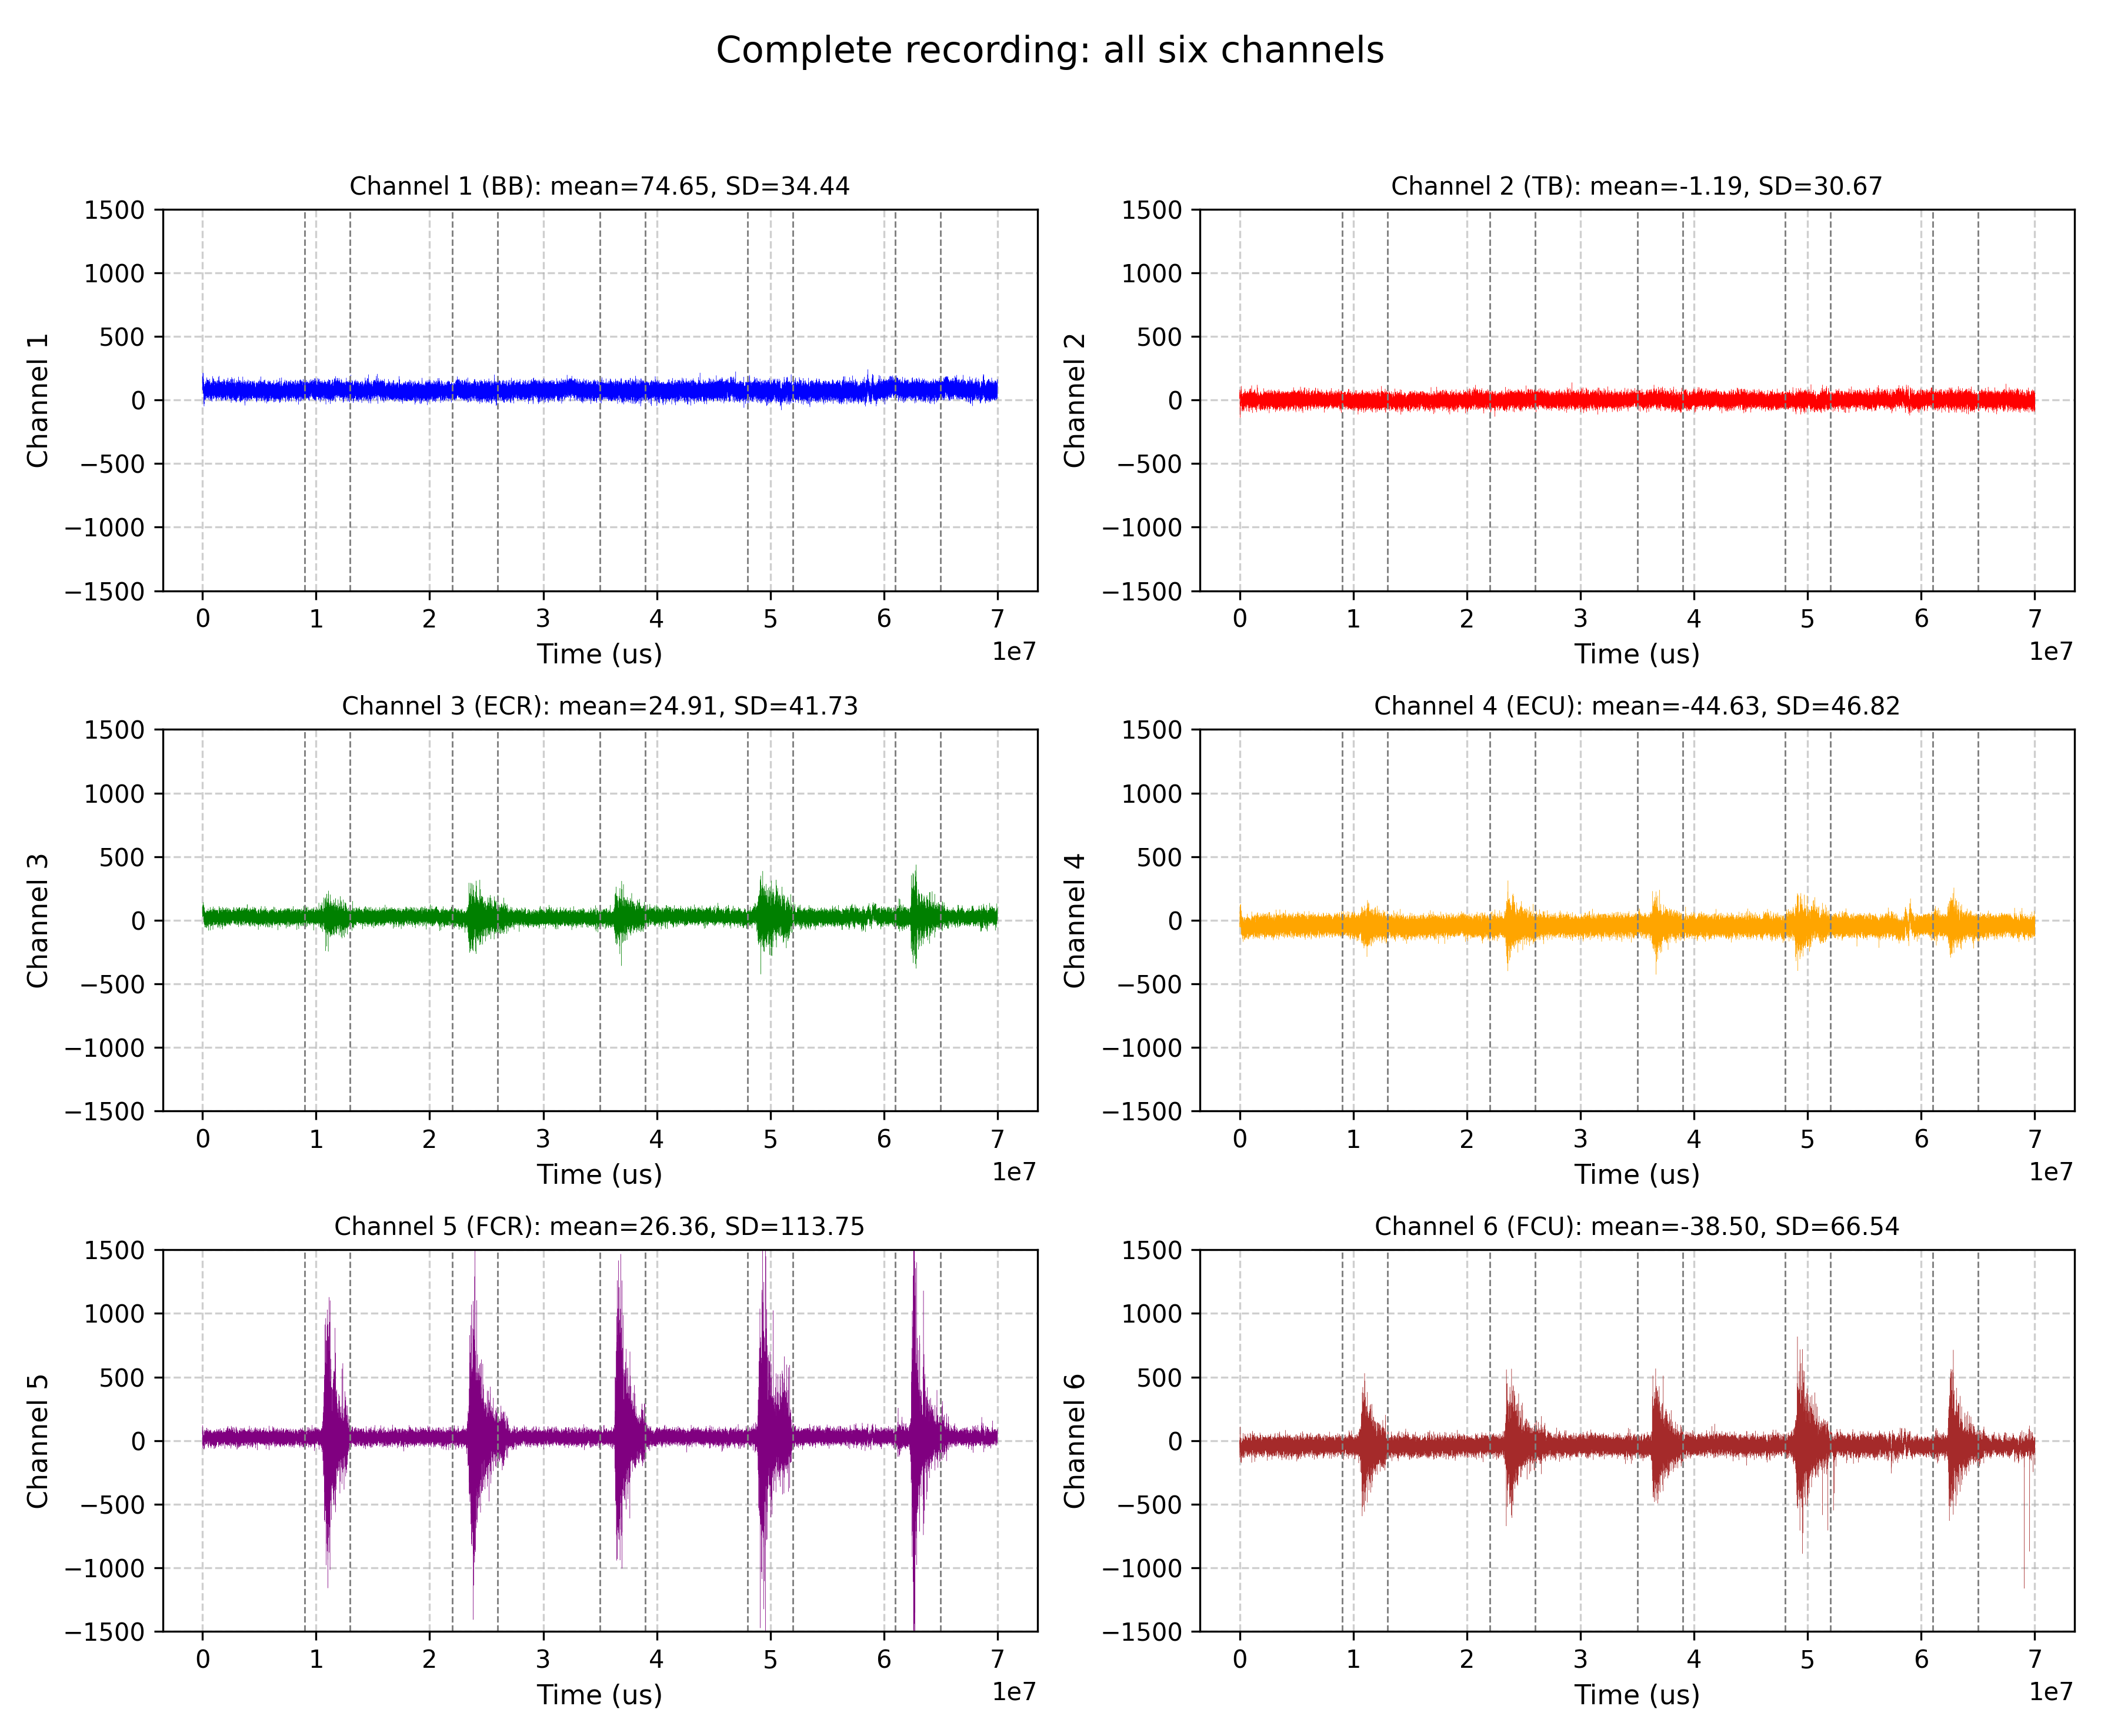 Complete recording: all six channels
Channel 1 (BB): mean=74.65, SD=34.44
1500
1000
500
0
−500
−1000
−1500
Channel 1
0 1 2 3 4 5 6 7
1e7
Time (us)
Channel 2 (TB): mean=-1.19, SD=30.67
1500
1000
500
0
−500
−1000
−1500
Channel 2
0 1 2 3 4 5 6 7
1e7
Time (us)
Channel 3 (ECR): mean=24.91, SD=41.73
1500
1000
500
0
−500
−1000
−1500
Channel 3
0 1 2 3 4 5 6 7
1e7
Time (us)
Channel 4 (ECU): mean=-44.63, SD=46.82
1500
1000
500
0
−500
−1000
−1500
Channel 4
0 1 2 3 4 5 6 7
1e7
Time (us)
Channel 5 (FCR): mean=26.36, SD=113.75
1500
1000
500
0
−500
−1000
−1500
Channel 5
0 1 2 3 4 5 6 7
1e7
Time (us)
Channel 6 (FCU): mean=-38.50, SD=66.54
1500
1000
500
0
−500
−1000
−1500
Channel 6
0 1 2 3 4 5 6 7
1e7
Time (us)